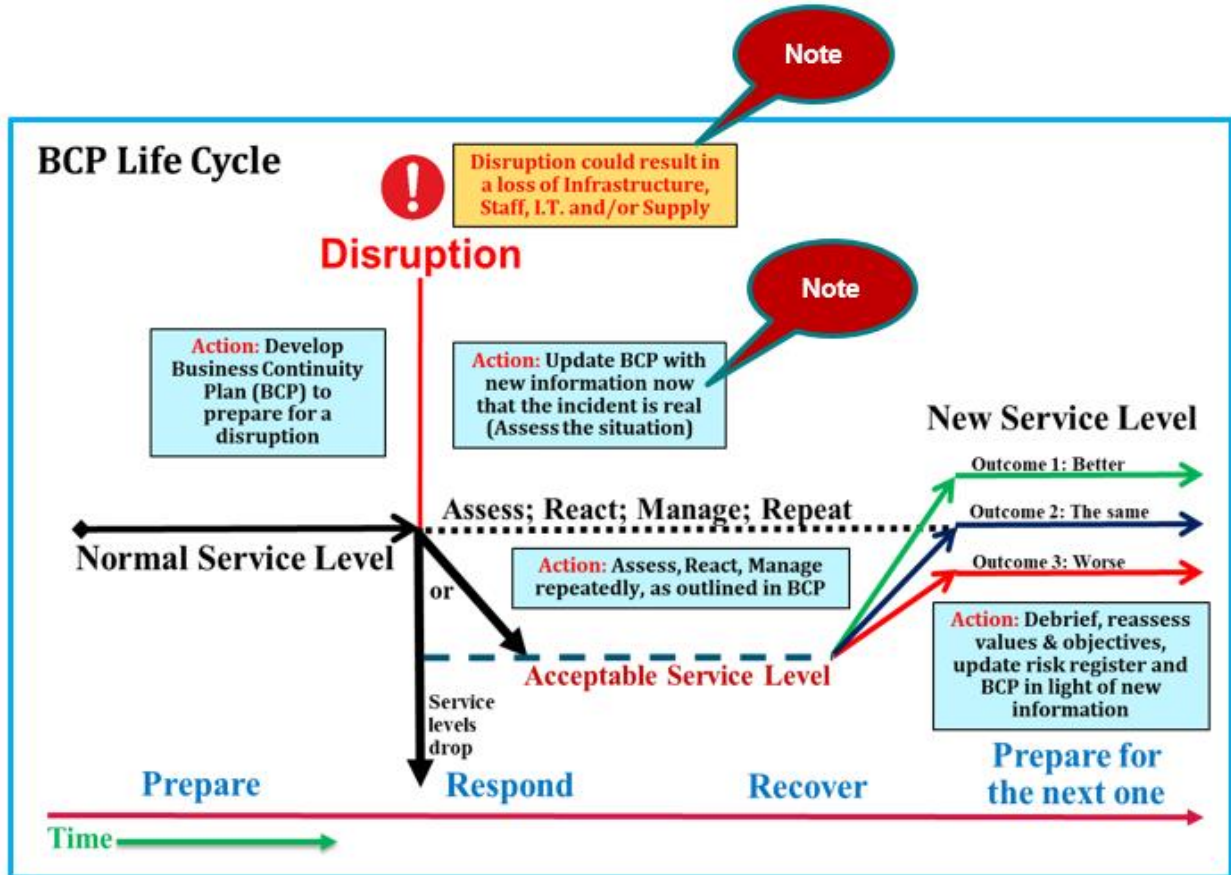 Note
BCP Life Cycle
!
Disruption could result in
a loss of Infrastructure,
Staff, I.T. and/or Supply
Disruption
Note
Action: Develop
Business Continuity
Plan (BCP) to
prepare for a
disruption
Action: Update BCP with
new information now
that the incident is real
(Assess the situation)
New Service Level
Outcome 1: Better
Assess; React; Manage; Repeat
Outcome 2: The same
Normal Service Level
Outcome 3: Worse
or
Action: Assess, React, Manage
repeatedly, as outlined in BCP
Action: Debrief, reassess
values & objectives,
update risk register and
BCP in light of new
information
Acceptable Service Level
Service
levels
drop
Prepare
Respond
Recover
Prepare for
the next one
Time